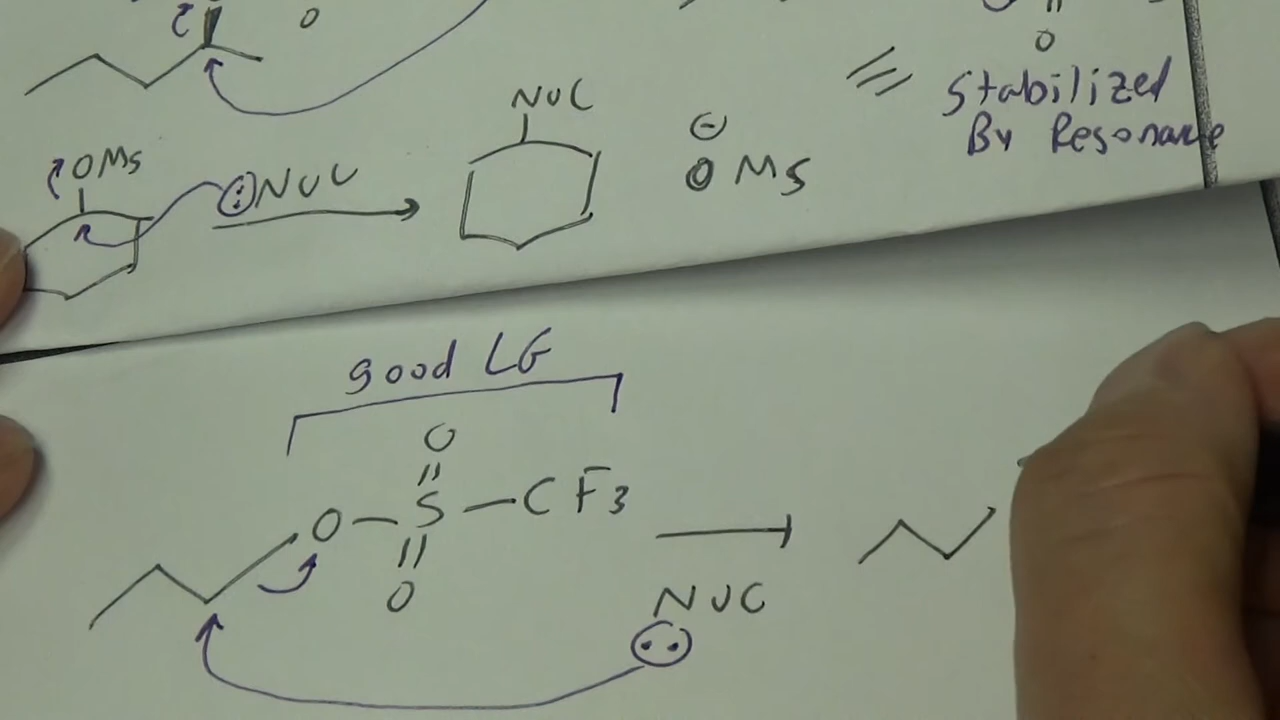 O
O
Stabilized
By Resonance
NUC
⊖
OMs
OMs
:NUC
good LG
O
||
O — S — CF3
||
O
NUC